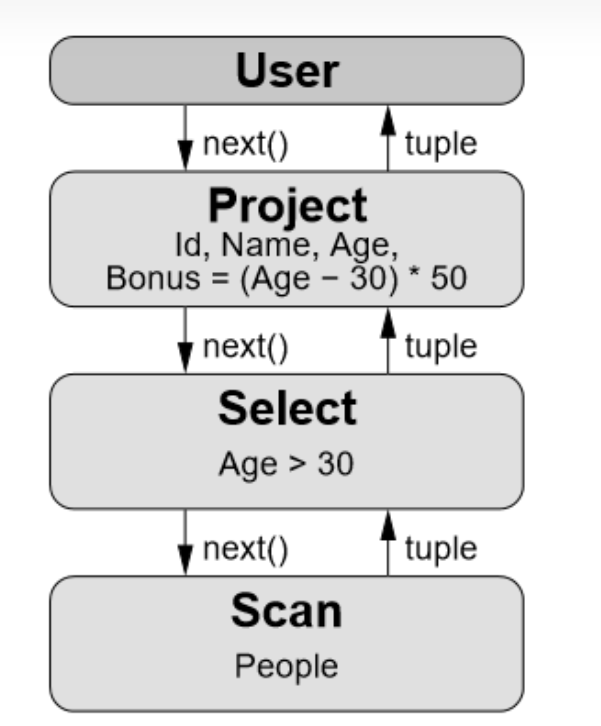 User
next() tuple
Project
Id, Name, Age,
Bonus = (Age − 30) * 50
next() tuple
Select
Age > 30
next() tuple
Scan
People